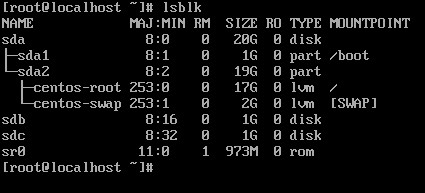 [root@localhost ~]# lsblk
NAME            MAJ:MIN RM  SIZE RO TYPE MOUNTPOINT
sda               8:0    0   20G  0 disk
├─sda1            8:1    0    1G  0 part /boot
└─sda2            8:2    0   19G  0 part
  ├─centos-root 253:0    0   17G  0 lvm  /
  └─centos-swap 253:1    0    2G  0 lvm  [SWAP]
sdb               8:16   0    1G  0 disk
sdc               8:32   0    1G  0 disk
sr0              11:0    1  973M  0 rom
[root@localhost ~]#